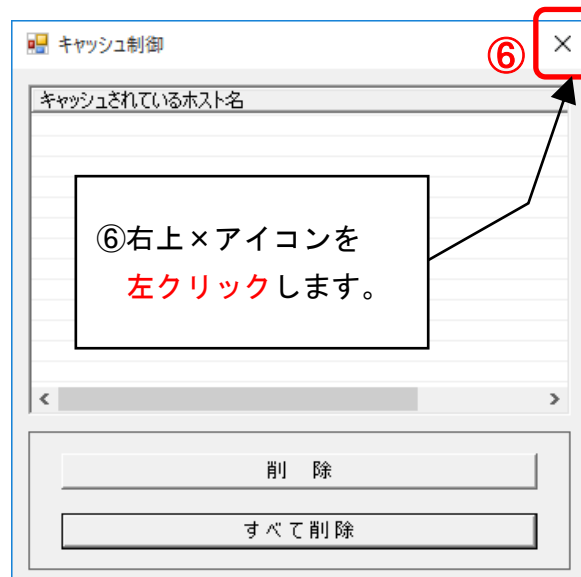 キャッシュ制御
⑥
キャッシュされているホスト名
⑥右上×アイコンを
左クリックします。
削 除
すべて削除